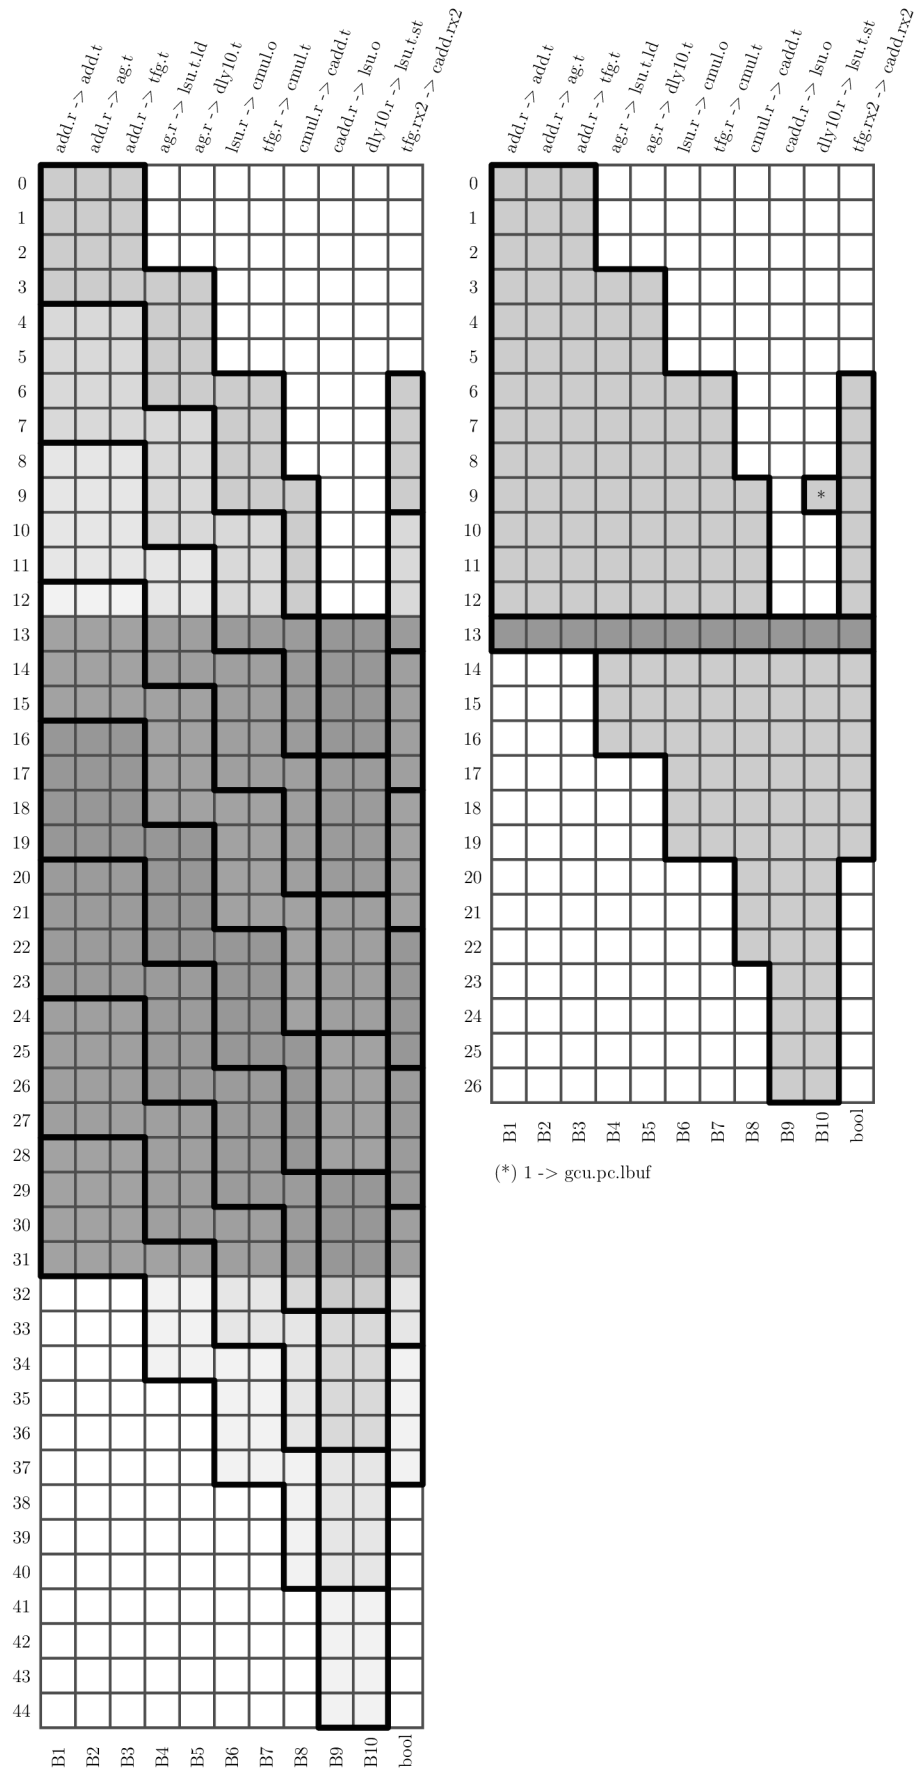 add.r -> add.t
add.r -> ag.t
add.r -> tfg.t
ag.r -> lsu.t.ld
ag.r -> dly10.t
lsu.r -> cmul.o
tfg.r -> cmul.t
cmul.r -> cadd.t
cadd.r -> lsu.o
dly10.r -> lsu.t.st
tfg.rx2 -> cadd.rx2
0
1
2
3
4
5
6
7
8
9
10
11
12
13
14
15
16
17
18
19
20
21
22
23
24
25
26
27
28
29
30
31
32
33
34
35
36
37
38
39
40
41
42
43
44
B1
B2
B3
B4
B5
B6
B7
B8
B9
B10
bool
add.r -> add.t
add.r -> ag.t
add.r -> tfg.t
ag.r -> lsu.t.ld
ag.r -> dly10.t
lsu.r -> cmul.o
tfg.r -> cmul.t
cmul.r -> cadd.t
cadd.r -> lsu.o
dly10.r -> lsu.t.st
tfg.rx2 -> cadd.rx2
0
1
2
3
4
5
6
7
8
9
*
10
11
12
13
14
15
16
17
18
19
20
21
22
23
24
25
26
B1
B2
B3
B4
B5
B6
B7
B8
B9
B10
bool
(*) 1 -> gcu.pc.lbuf